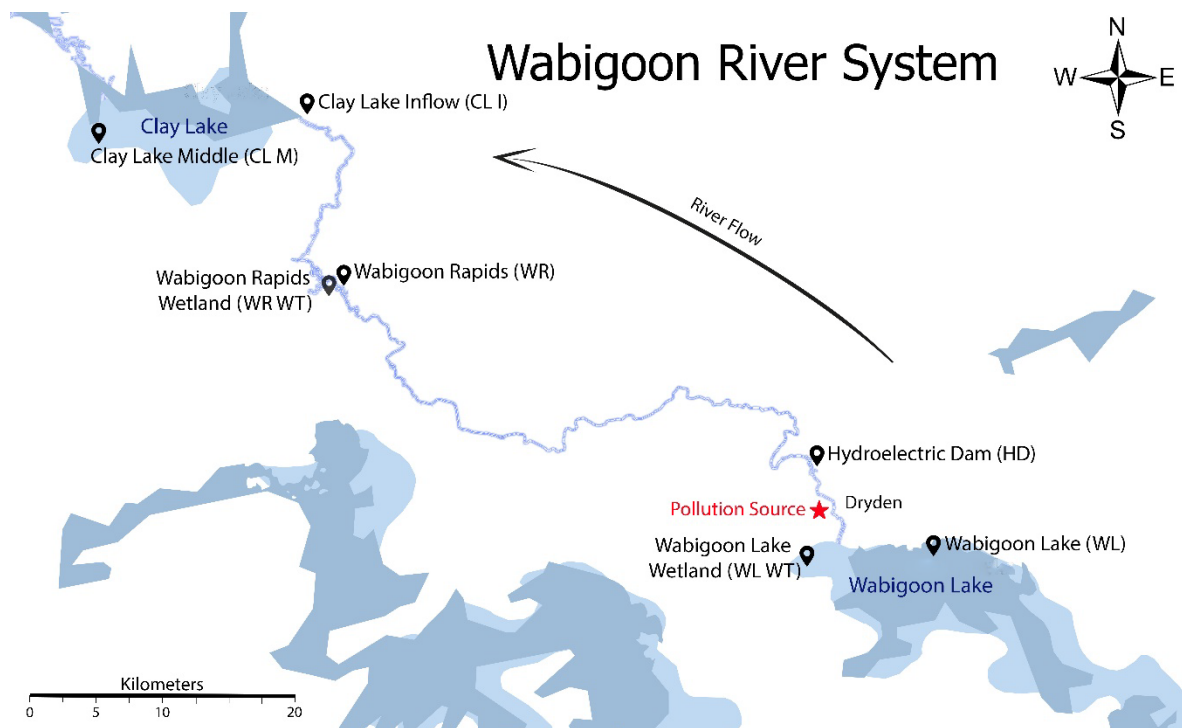 Wabigoon River System
N
W E
S
Clay Lake Inflow (CL I)
Clay Lake
Clay Lake Middle (CL M)
River Flow
Wabigoon Rapids (WR)
Wabigoon Rapids
Wetland (WR WT)
Hydroelectric Dam (HD)
Pollution Source
Dryden
Wabigoon Lake (WL)
Wabigoon Lake
Wetland (WL WT)
Wabigoon Lake
Kilometers
0 5 10 20